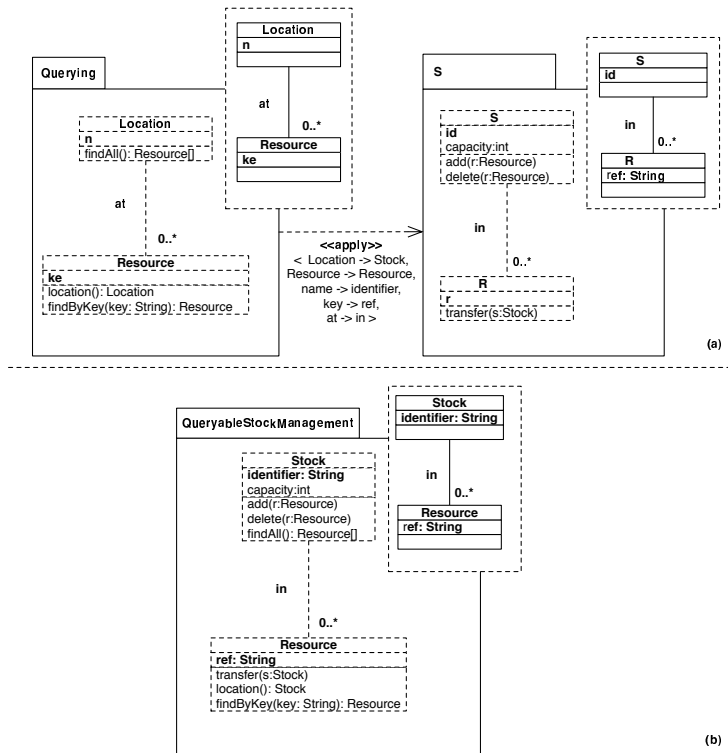 Querying
Location
n
at
0..*
Resource
ke
Location
n
findAll(): Resource[]
at
0..*
Resource
ke
location(): Location
findByKey(key: String): Resource
<<apply>>
< Location -> Stock,
Resource -> Resource,
name -> identifier,
key -> ref,
at -> in >
S
S
id
in
0..*
R
ref: String
S
id
capacity:int
add(r:Resource)
delete(r:Resource)
in
0..*
R
r
transfer(s:Stock)
(a)
QueryableStockManagement
Stock
identifier: String
in
0..*
Resource
ref: String
Stock
identifier: String
capacity:int
add(r:Resource)
delete(r:Resource)
findAll(): Resource[]
in
0..*
Resource
ref: String
transfer(s:Stock)
location(): Stock
findByKey(key: String): Resource
(b)